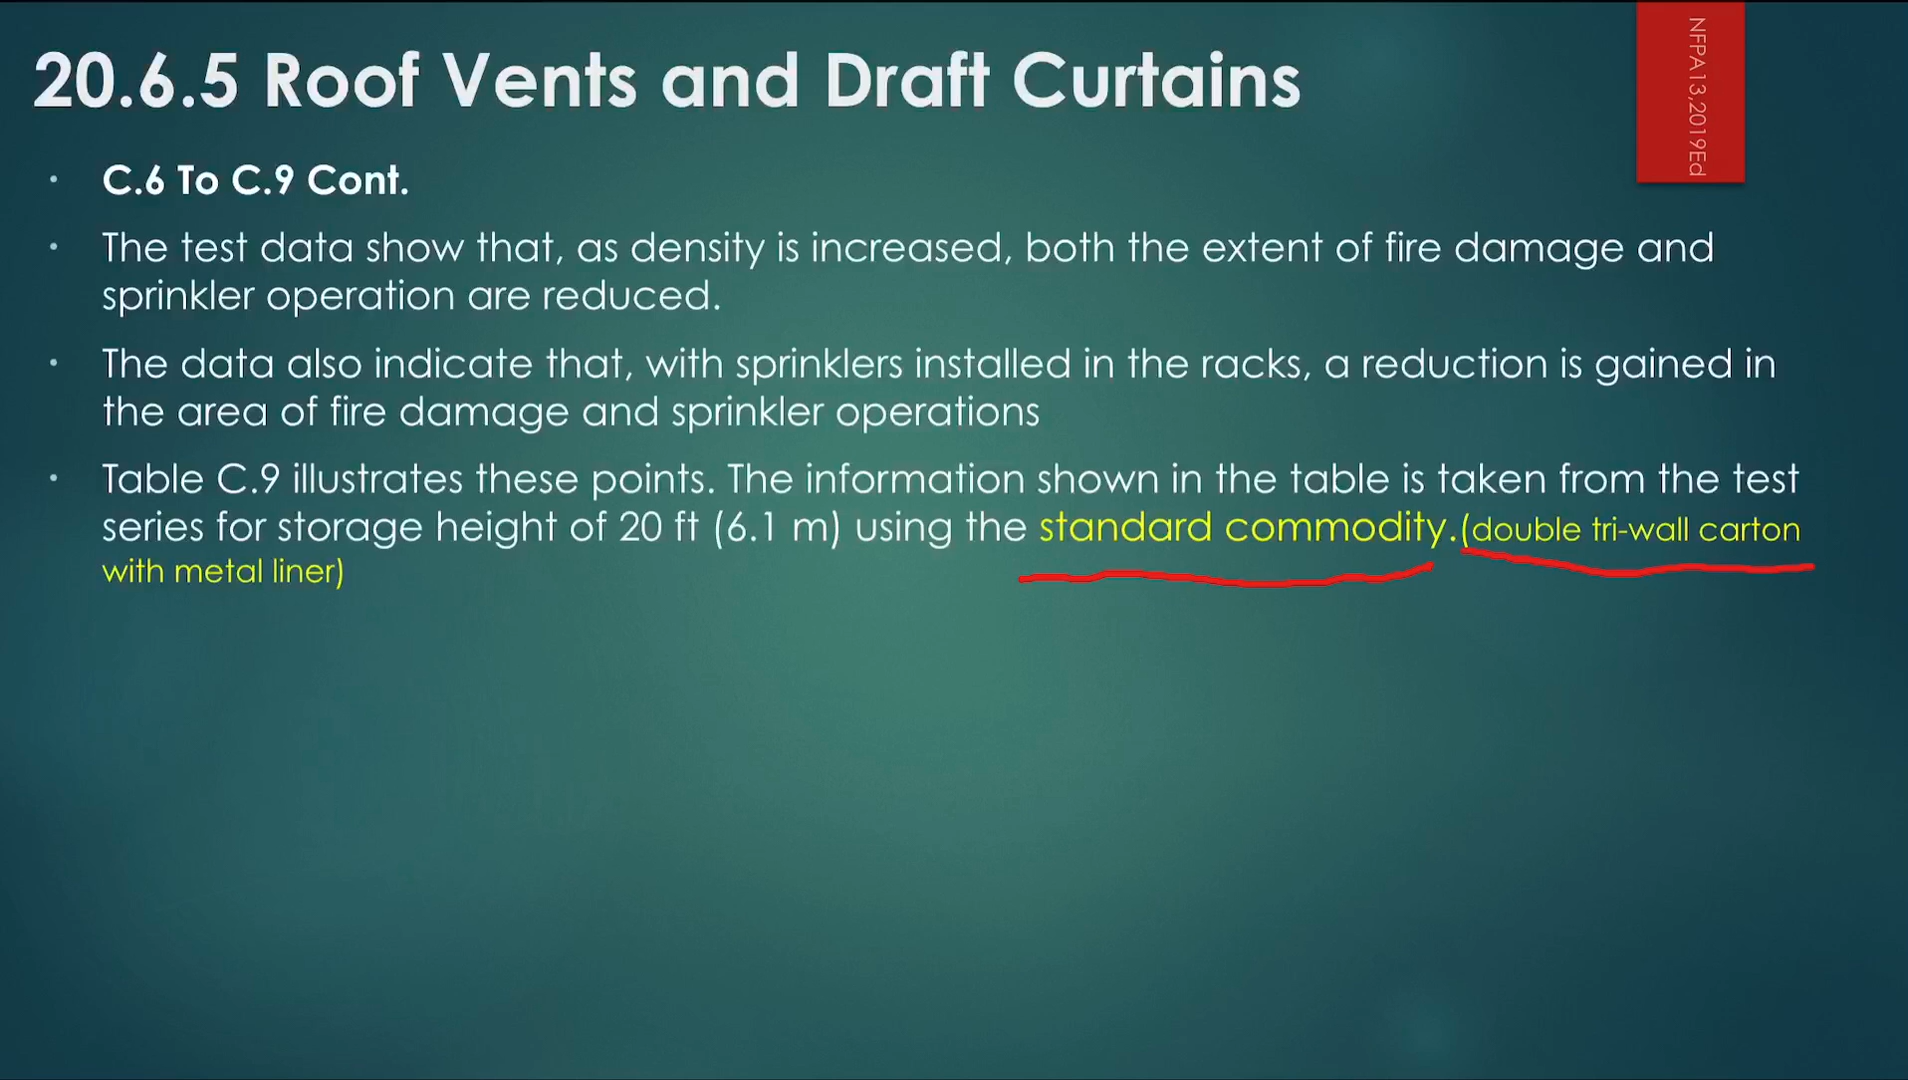 20.6.5 Roof Vents and Draft Curtains
NFPA13,2019Ed
• C.6 To C.9 Cont.
• The test data show that, as density is increased, both the extent of fire damage and
sprinkler operation are reduced.
• The data also indicate that, with sprinklers installed in the racks, a reduction is gained in
the area of fire damage and sprinkler operations
• Table C.9 illustrates these points. The information shown in the table is taken from the test
series for storage height of 20 ft (6.1 m) using the standard commodity.(double tri-wall carton
with metal liner)